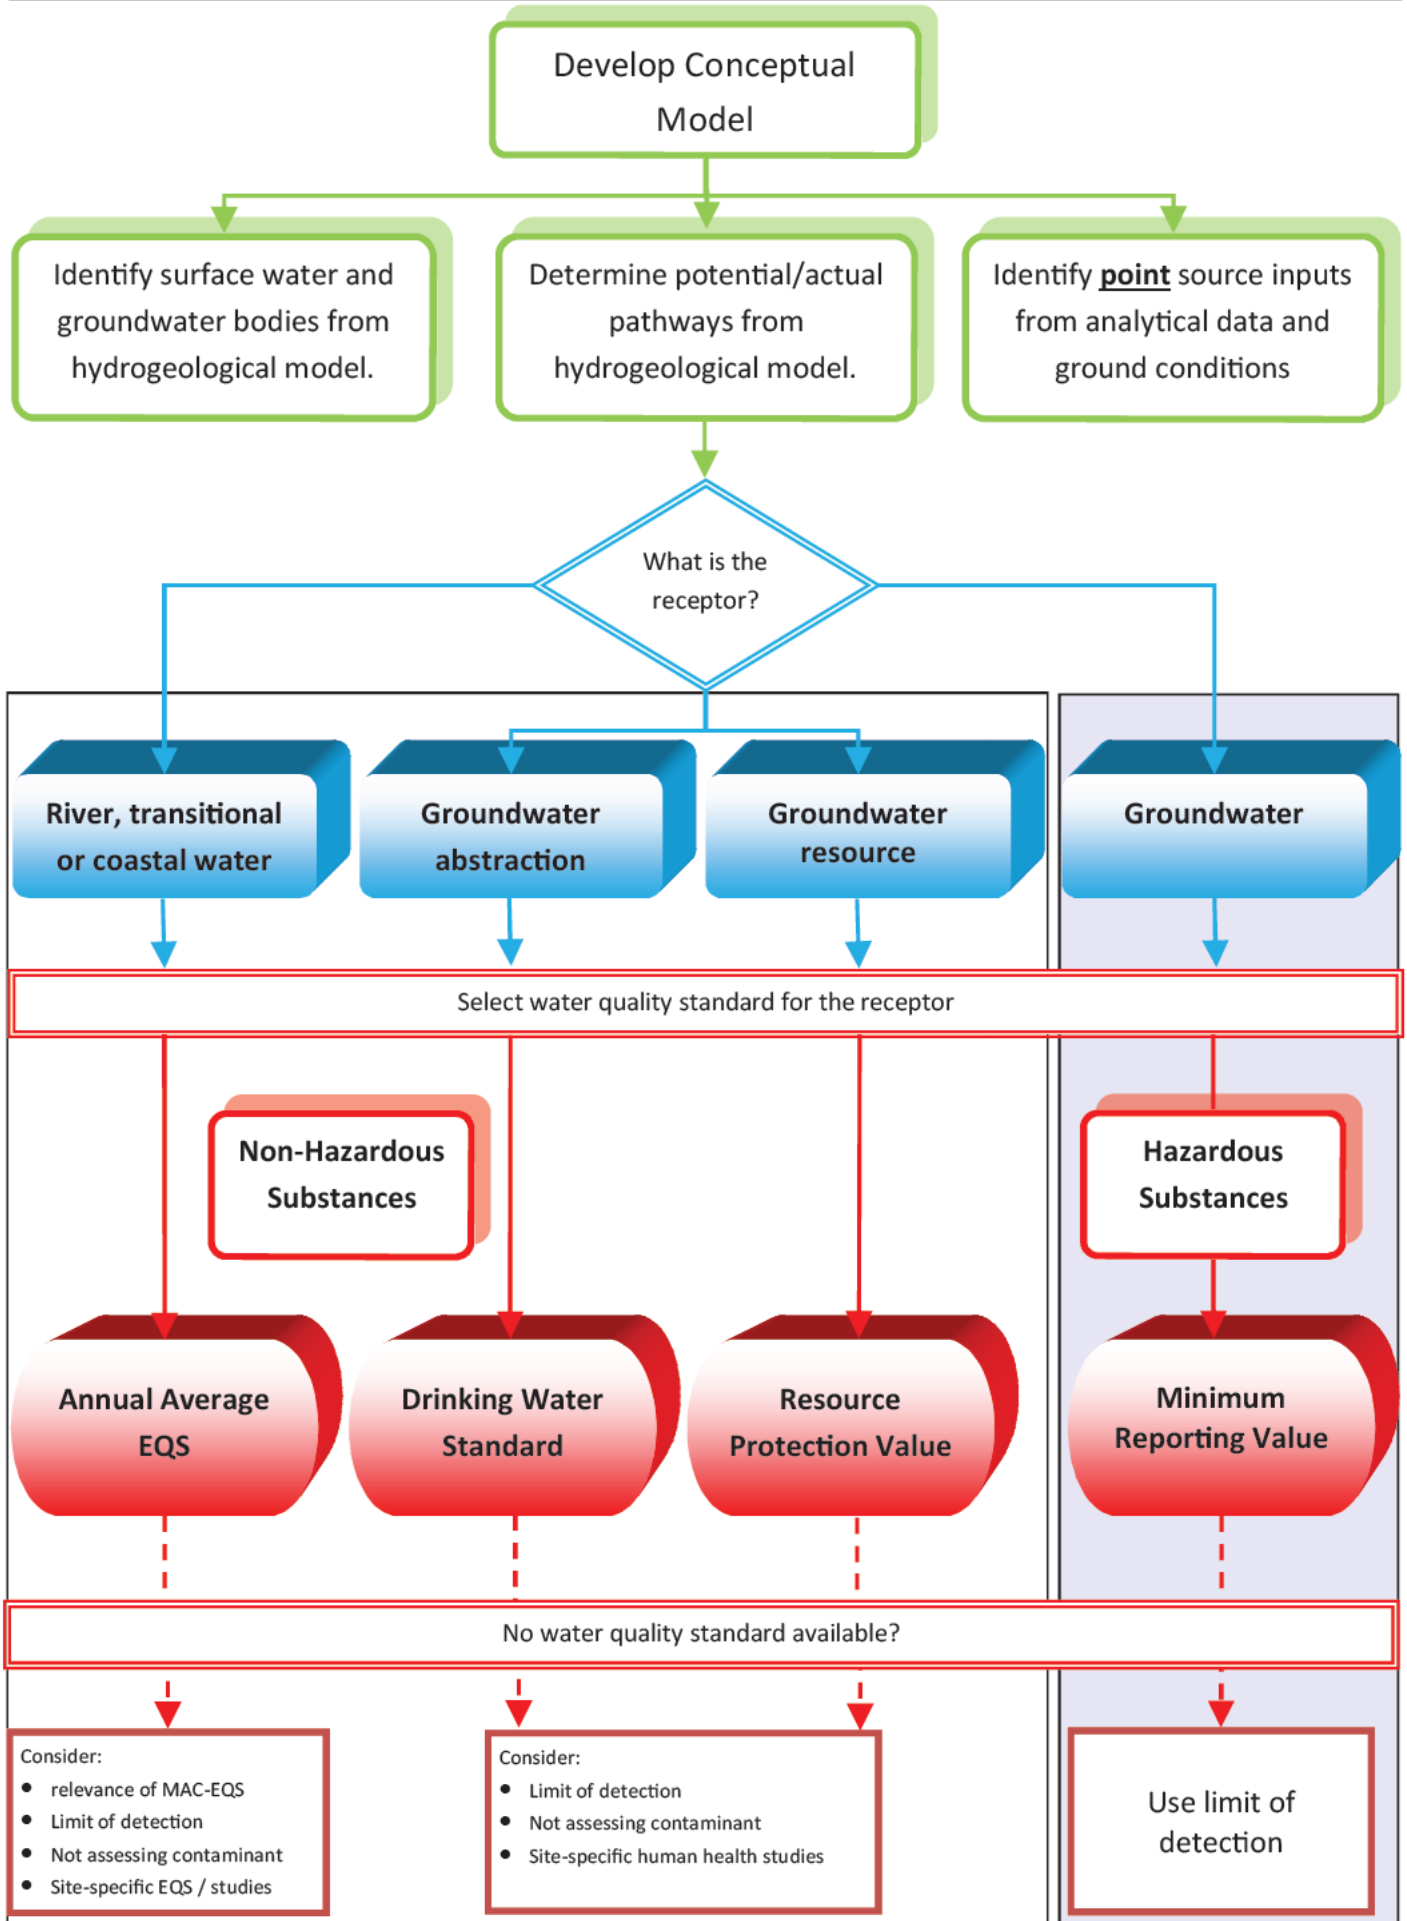 Develop Conceptual
Model
Identify surface water and
groundwater bodies from
hydrogeological model.
Determine potential/actual
pathways from
hydrogeological model.
Identify point source inputs
from analytical data and
ground conditions
What is the
receptor?
River, transitional
or coastal water
Groundwater
abstraction
Groundwater
resource
Groundwater
Select water quality standard for the receptor
Non-Hazardous
Substances
Hazardous
Substances
Annual Average
EQS
Drinking Water
Standard
Resource
Protection Value
Minimum
Reporting Value
No water quality standard available?
Consider:
• relevance of MAC-EQS
• Limit of detection
• Not assessing contaminant
• Site-specific EQS / studies
Consider:
• Limit of detection
• Not assessing contaminant
• Site-specific human health studies
Use limit of
detection